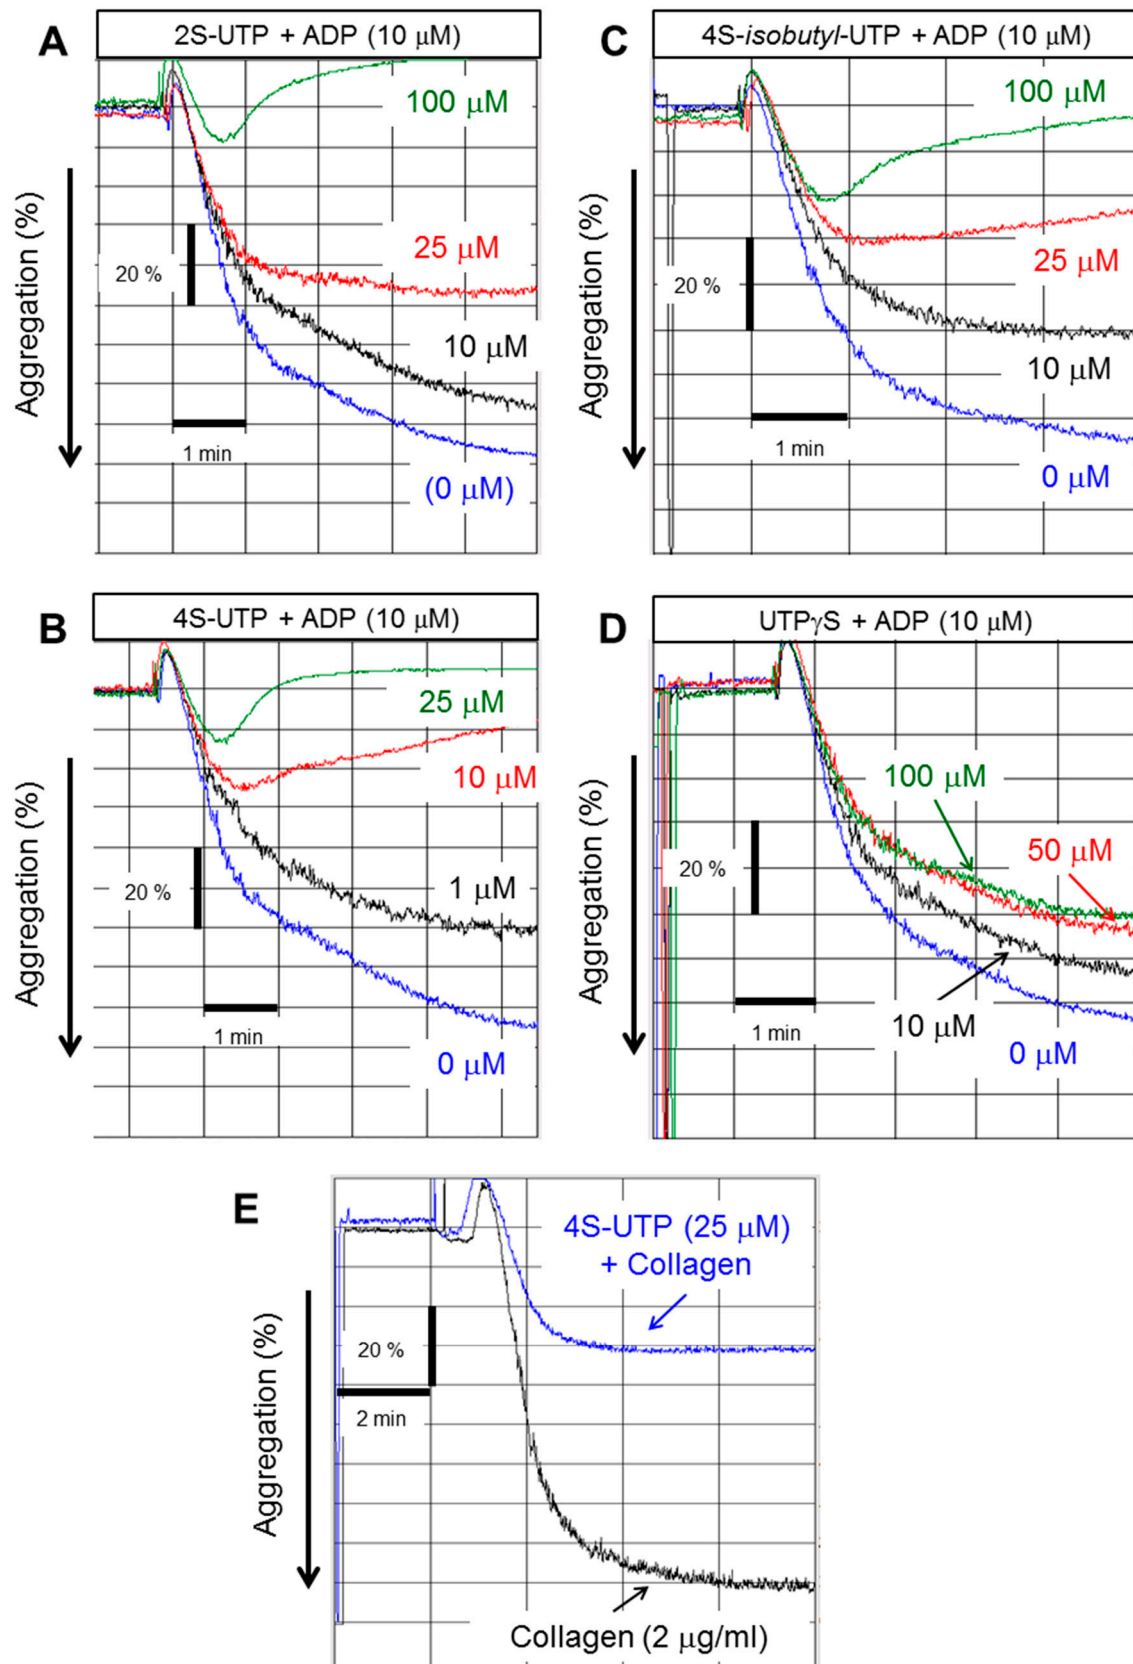 A
2S-UTP + ADP (10 μM)
100 μM
25 μM
10 μM
(0 μM)
20 %
1 min
Aggregation (%)
C
4S-isobutyl-UTP + ADP (10 μM)
100 μM
25 μM
10 μM
0 μM
20 %
1 min
Aggregation (%)
B
4S-UTP + ADP (10 μM)
25 μM
10 μM
1 μM
0 μM
20 %
1 min
Aggregation (%)
D
UTPγS + ADP (10 μM)
100 μM
50 μM
10 μM
0 μM
20 %
1 min
Aggregation (%)
E
4S-UTP (25 μM)
+ Collagen
20 %
2 min
Aggregation (%)
Collagen (2 μg/ml)